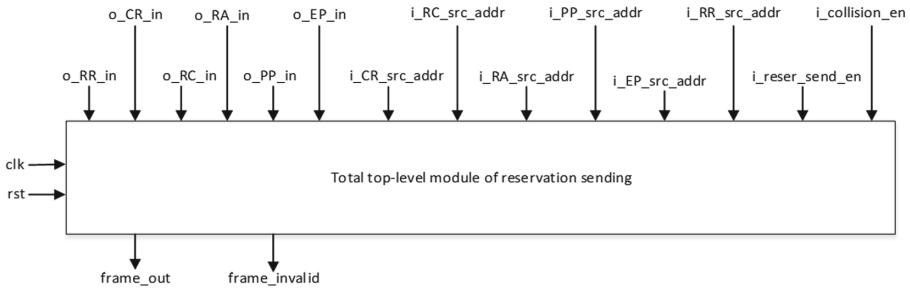 o_CR_in o_RA_in o_EP_in i_RC_src_addr i_PP_src_addr i_RR_src_addr i_collision_en
o_RR_in o_RC_in o_PP_in i_CR_src_addr i_RA_src_addr i_EP_src_addr i_reser_send_en
clk
Total top-level module of reservation sending
rst
frame_out frame_invalid